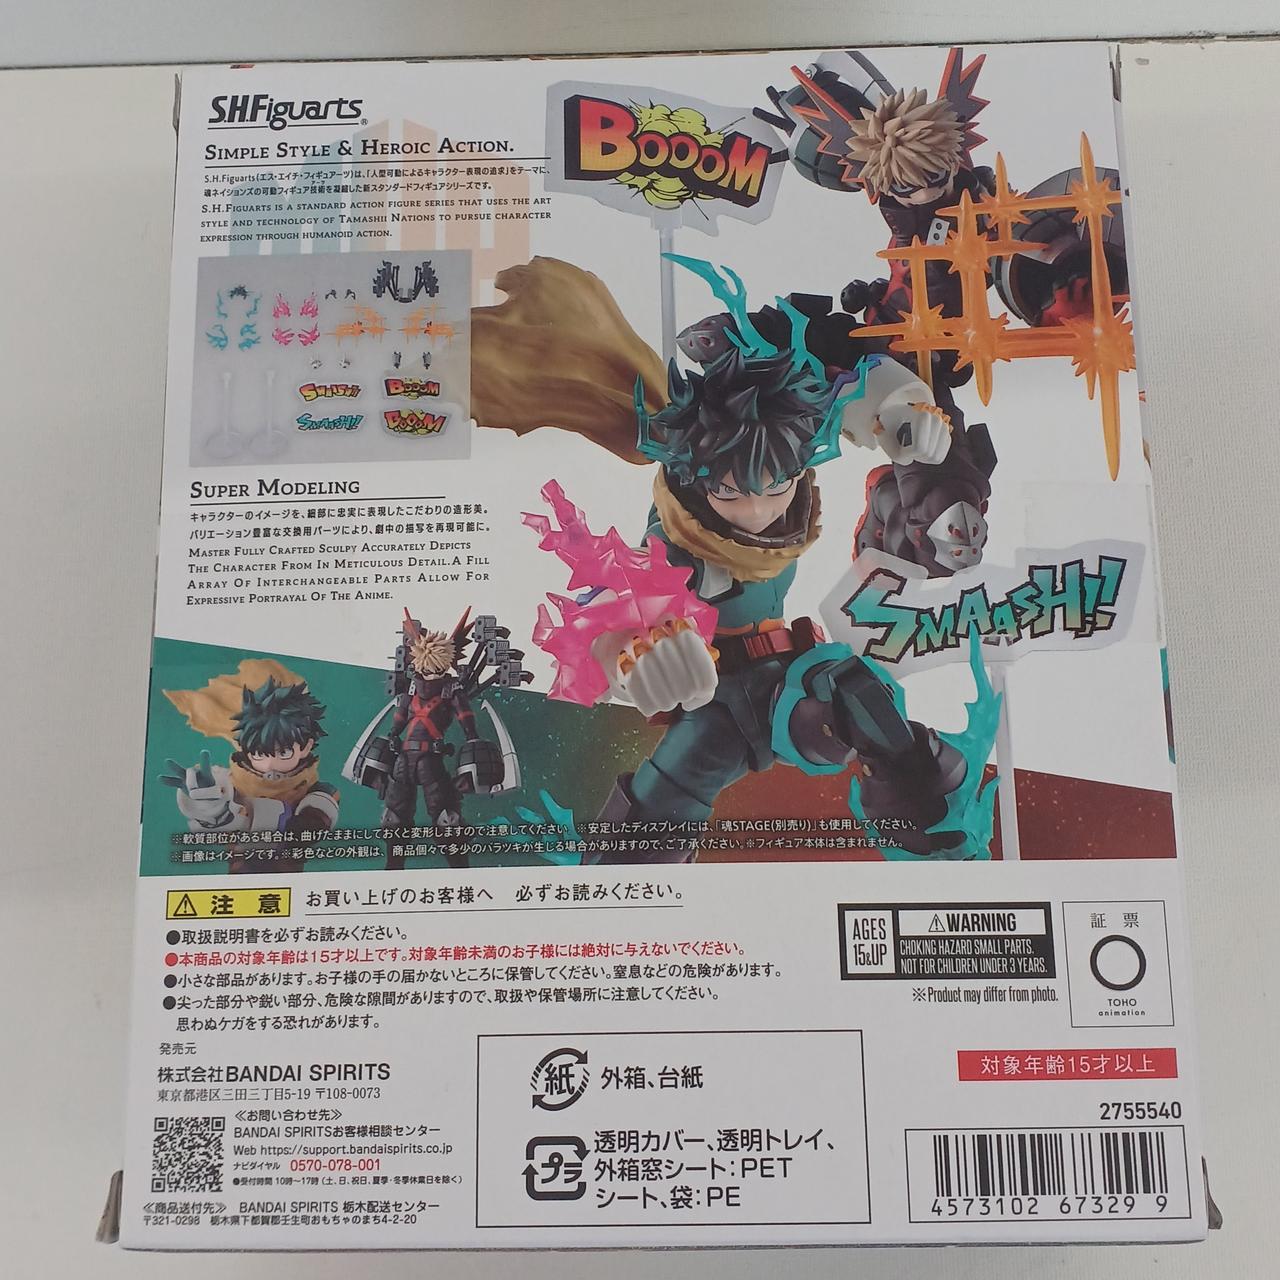 S.H.Figuarts®
SIMPLE STYLE & HEROIC ACTION.
S.H.Figuarts(エス・エイチ・フィギュアーツ)は、「人型可動によるキャラクター表現の追求」をテーマに、
魂ネイションズの可動フィギュア技術を凝縮した新スタンダードフィギュアシリーズです。
S.H.FIGUARTS IS A STANDARD ACTION FIGURE SERIES THAT USES THE ART
STYLE AND TECHNOLOGY OF TAMASHII NATIONS TO PURSUE CHARACTER
EXPRESSION THROUGH HUMANOID ACTION.
BOOOM
SMAASH!!
BOOOM
SMAASH!!
BOOOM
SUPER MODELING
キャラクターのイメージを、細部に忠実に表現したこだわりの造形美。
バリエーション豊富な交換用パーツにより、劇中の描写を再現可能に。
MASTER FULLY CRAFTED SCULPY ACCURATELY DEPICTS
THE CHARACTER FROM IN METICULOUS DETAIL.A FILL
ARRAY OF INTERCHANGEABLE PARTS ALLOW FOR
EXPRESSIVE PORTRAYAL OF THE ANIME.
SMAASH!!
※軟質部位がある場合は、曲げたままにしておくと変形しますので注意してください。※安定したディスプレイには、「魂STAGE(別売り)」も使用してください。
※画像はイメージです。※彩色などの外観は、商品個々で多少のバラツキが生じる場合がありますので、ご了承ください。※フィギュア本体は含まれません。
注 意 お買い上げのお客様へ 必ずお読みください。
●取扱説明書を必ずお読みください。
●本商品の対象年齢は15才以上です。対象年齢未満のお子様には絶対に与えないでください。
●小さな部品があります。お子様の手の届かないところに保管してください。窒息などの危険があります。
●尖った部分や鋭い部分、危険な隙間がありますので、取扱や保管場所に注意してください。
思わぬケガをする恐れがあります。
AGES
15&UP
WARNING
CHOKING HAZARD SMALL PARTS.
NOT FOR CHILDREN UNDER 3 YEARS.
※Product may differ from photo.
証 票
TOHO
animation
発売元
株式会社BANDAI SPIRITS
東京都港区三田三丁目5-19 〒108-0073
≪お問い合わせ先≫
BANDAI SPIRITSお客様相談センター
Web https://support.bandaispirits.co.jp
ナビダイヤル 0570-078-001
●受付時間 10時〜17時(土、日、祝日、夏季・冬季休業日を除く)
≪商品送付先≫ BANDAI SPIRITS 栃木配送センター
〒321-0298 栃木県下都賀郡壬生町おもちゃのまち4-2-20
紙 外箱、台紙
プラ 透明カバー、透明トレイ、
外箱窓シート:PET
シート、袋:PE
対象年齢15才以上
2755540
4573102 67329 9